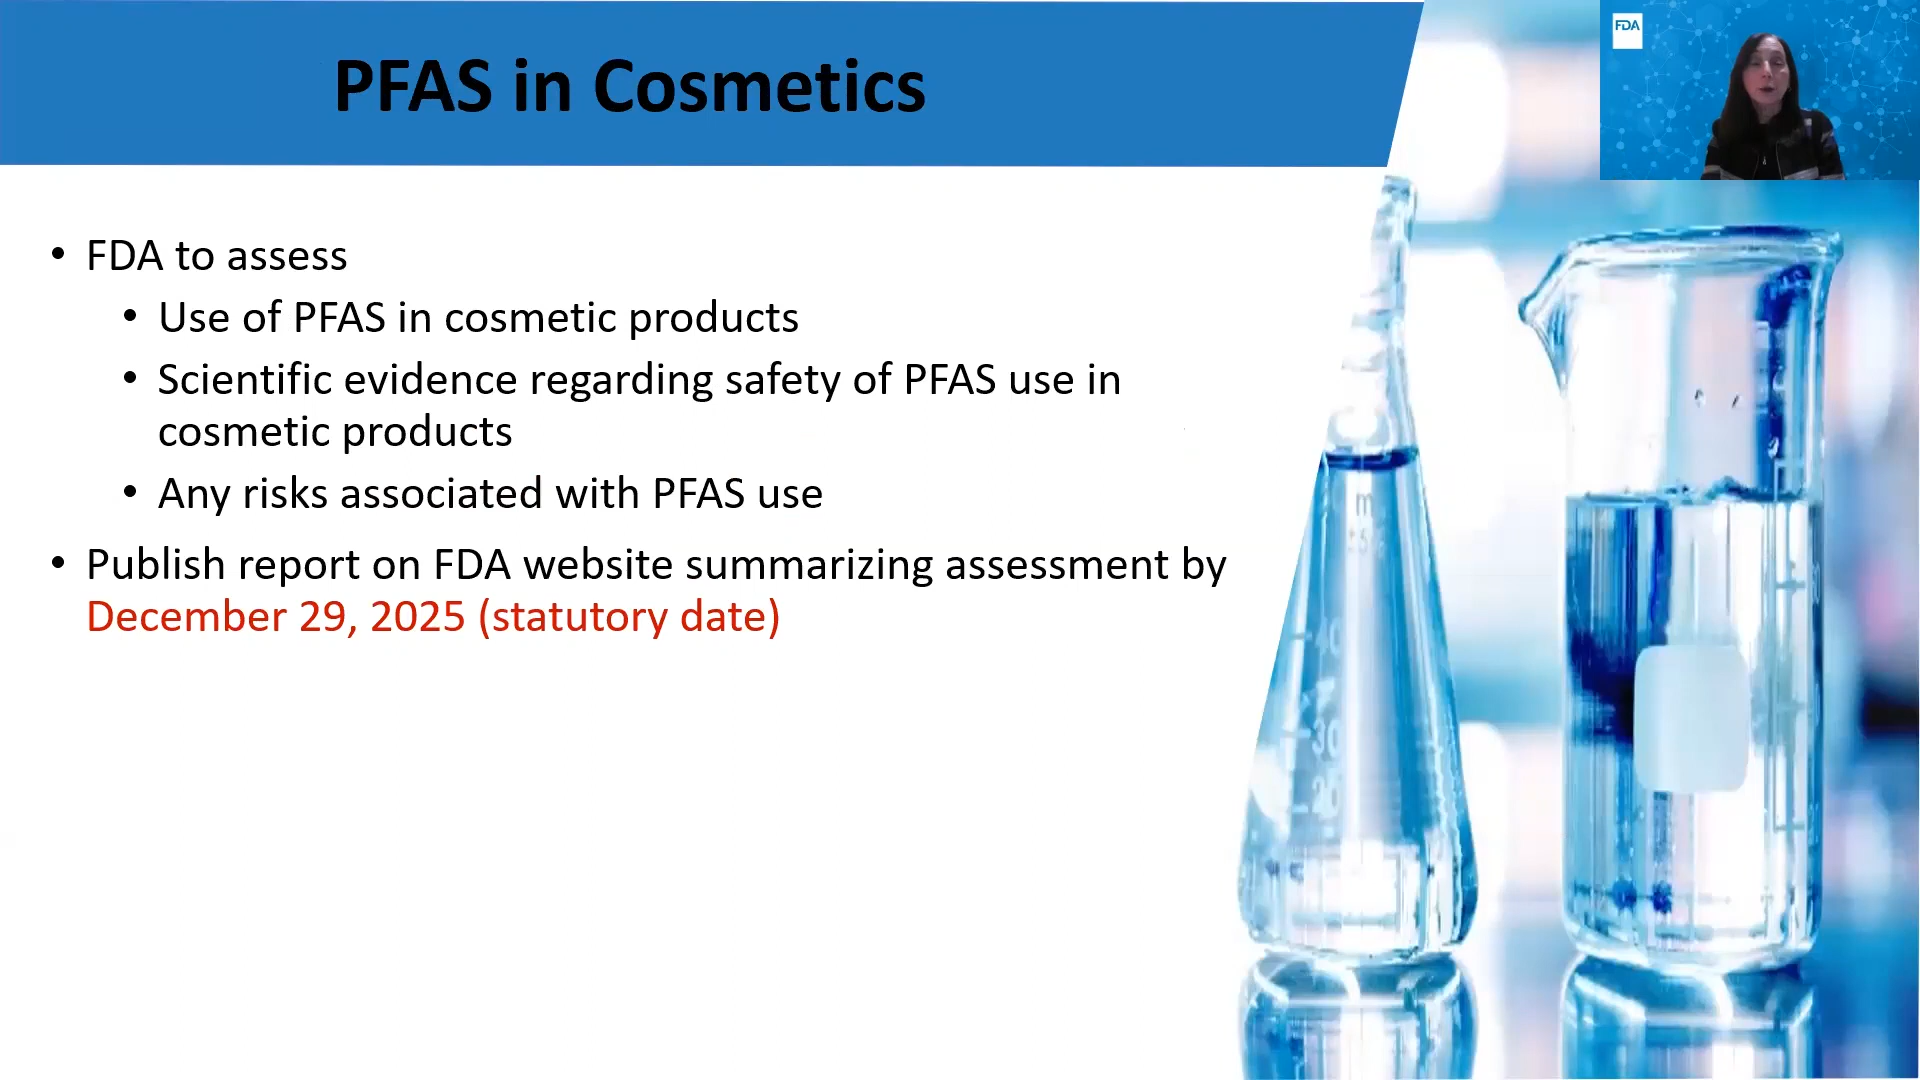 PFAS in Cosmetics
FDA
• FDA to assess
• Use of PFAS in cosmetic products
• Scientific evidence regarding safety of PFAS use in
cosmetic products
• Any risks associated with PFAS use
• Publish report on FDA website summarizing assessment by
December 29, 2025 (statutory date)